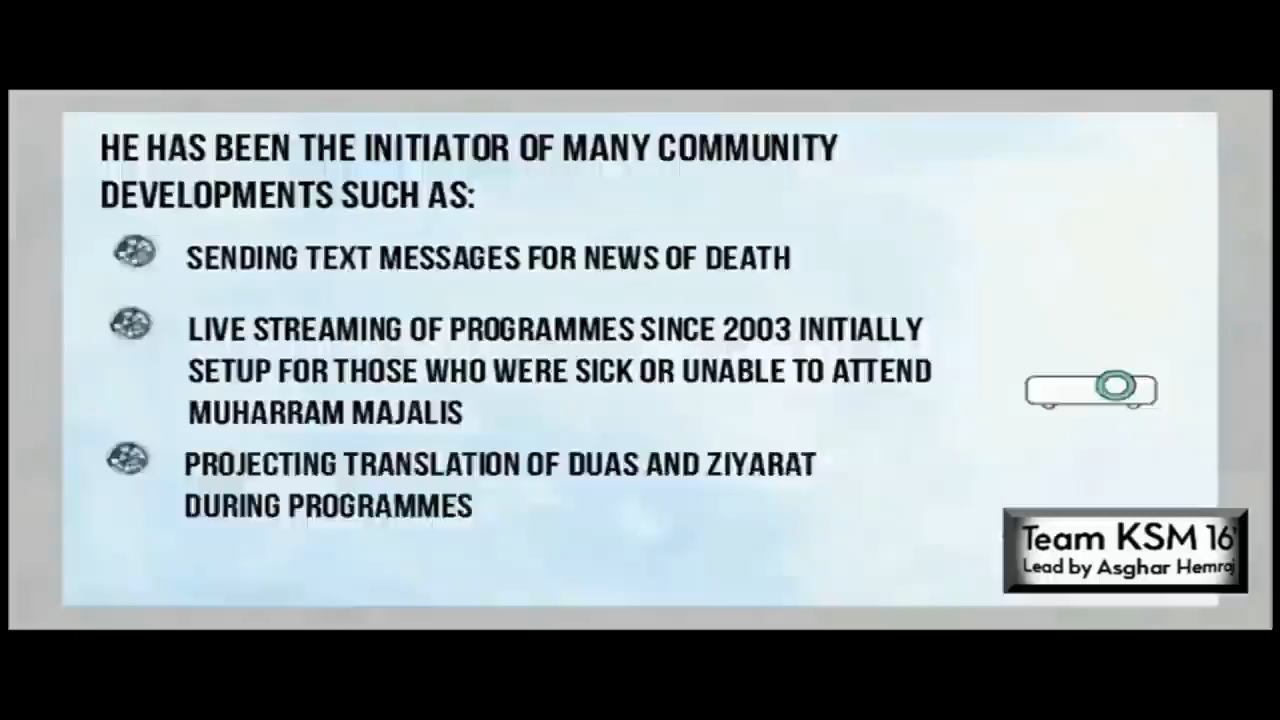 HE HAS BEEN THE INITIATOR OF MANY COMMUNITY
DEVELOPMENTS SUCH AS:
SENDING TEXT MESSAGES FOR NEWS OF DEATH
LIVE STREAMING OF PROGRAMMES SINCE 2003 INITIALLY
SETUP FOR THOSE WHO WERE SICK OR UNABLE TO ATTEND
MUHARRAM MAJALIS
PROJECTING TRANSLATION OF DUAS AND ZIYARAT
DURING PROGRAMMES
Team KSM 16'
Lead by Asghar Hemraj